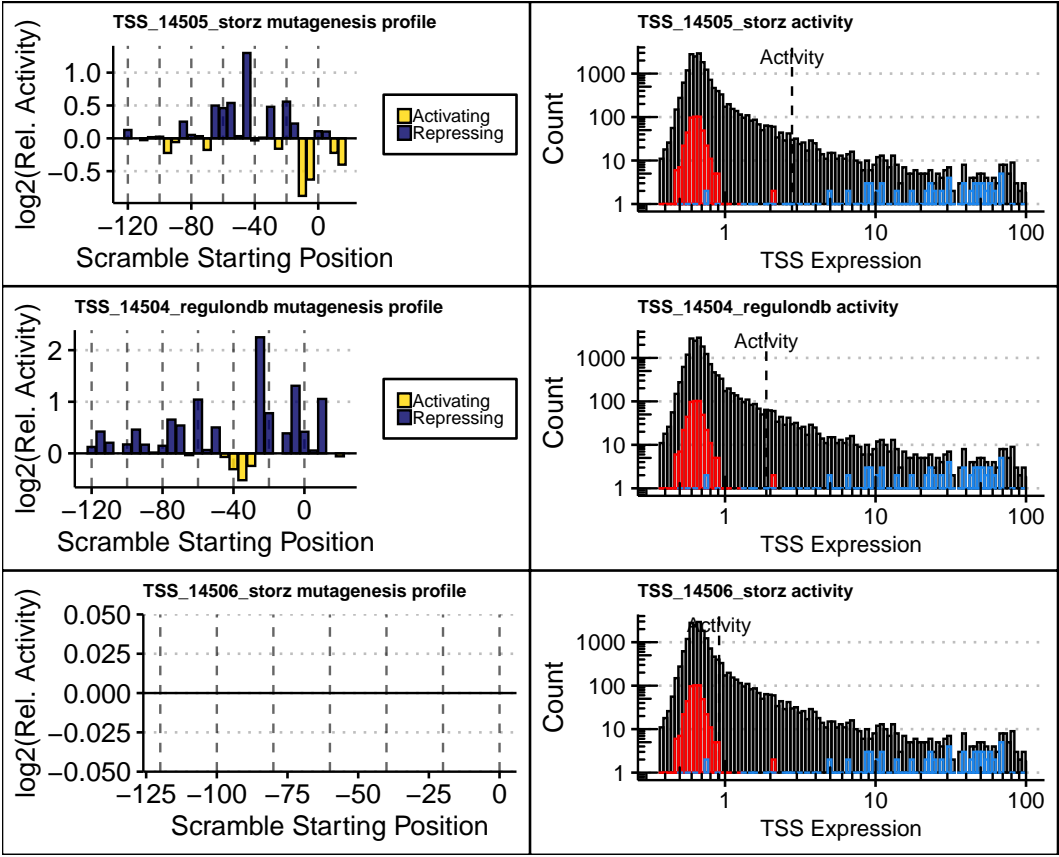 TSS_14505_storz mutagenesis profile
log2(Rel. Activity)
1.0
0.5
0.0
−0.5
−120 −80 −40 0
Scramble Starting Position
Activating
Repressing
TSS_14505_storz activity
Activity
Count
1000
100
10
1
1 10 100
TSS Expression
TSS_14504_regulondb mutagenesis profile
log2(Rel. Activity)
2
1
0
−120 −80 −40 0
Scramble Starting Position
Activating
Repressing
TSS_14504_regulondb activity
Activity
Count
1000
100
10
1
1 10 100
TSS Expression
TSS_14506_storz mutagenesis profile
log2(Rel. Activity)
0.050
0.025
0.000
−0.025
−0.050
−125 −100 −75 −50 −25 0
Scramble Starting Position
TSS_14506_storz activity
Activity
Count
1000
100
10
1
1 10 100
TSS Expression